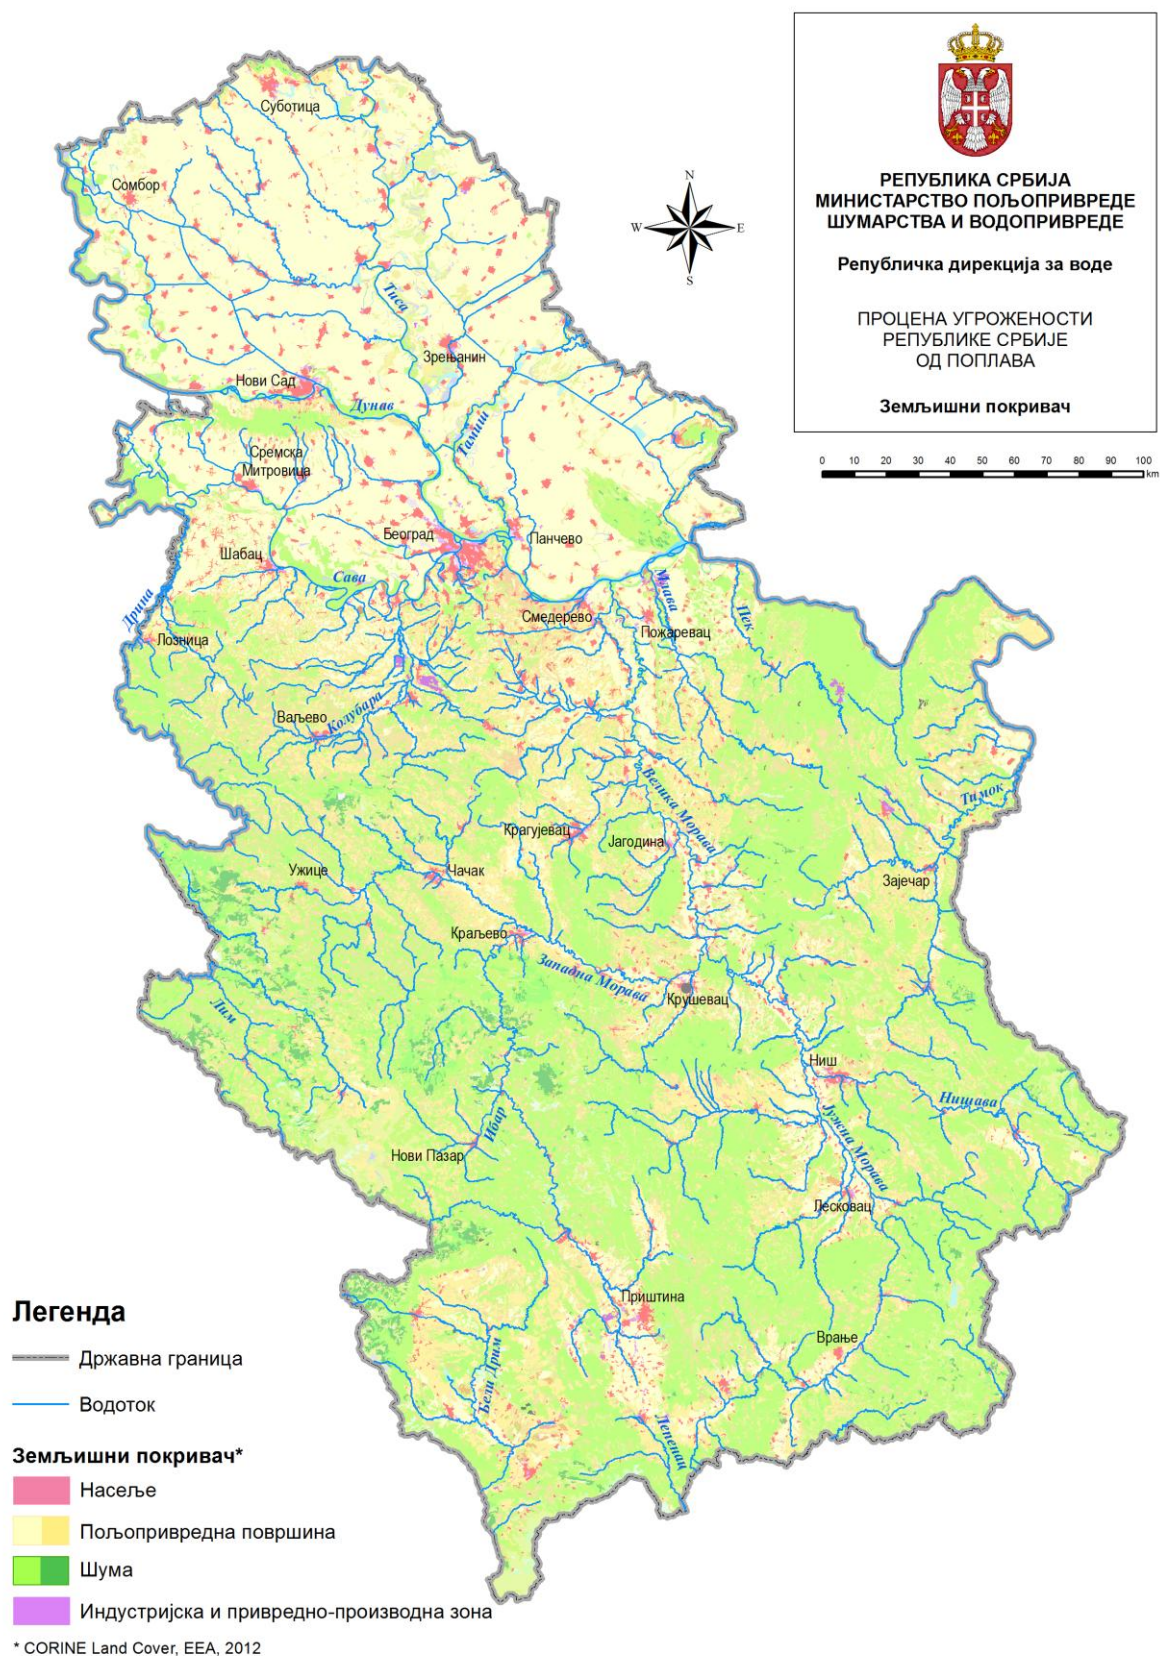 РЕПУБЛИКА СРБИЈА
МИНИСТАРСТВО ПОЉОПРИВРЕДЕ
ШУМАРСТВА И ВОДОПРИВРЕДЕ
Републичка дирекција за воде
ПРОЦЕНА УГРОЖЕНОСТИ
РЕПУБЛИКЕ СРБИЈЕ
ОД ПОПЛАВА
Земљишни покривач
N
W
E
S
0 10 20 30 40 50 60 70 80 90 100
km
Суботица
Сомбор
Тиса
Зрењанин
Нови Сад
Дунав
Тамиш
Сремска
Митровица
Београд
Панчево
Шабац
Сава
Дрина
Лозница
Смедерево
Млава
Пожаревац
Пек
Ваљево
Колубара
Велика Морава
Тимок
Крагујевац
Јагодина
Ужице
Чачак
Зајечар
Краљево
Западна Морава
Крушевац
Лим
Ниш
Нишава
Ибар
Нови Пазар
Јужна Морава
Лесковац
Приштина
Врање
Бели Дрим
Лепенац
Легенда
Државна граница
Водоток
Земљишни покривач*
Насеље
Пољопривредна површина
Шума
Индустријска и привредно-производна зона
* CORINE Land Cover, EEA, 2012